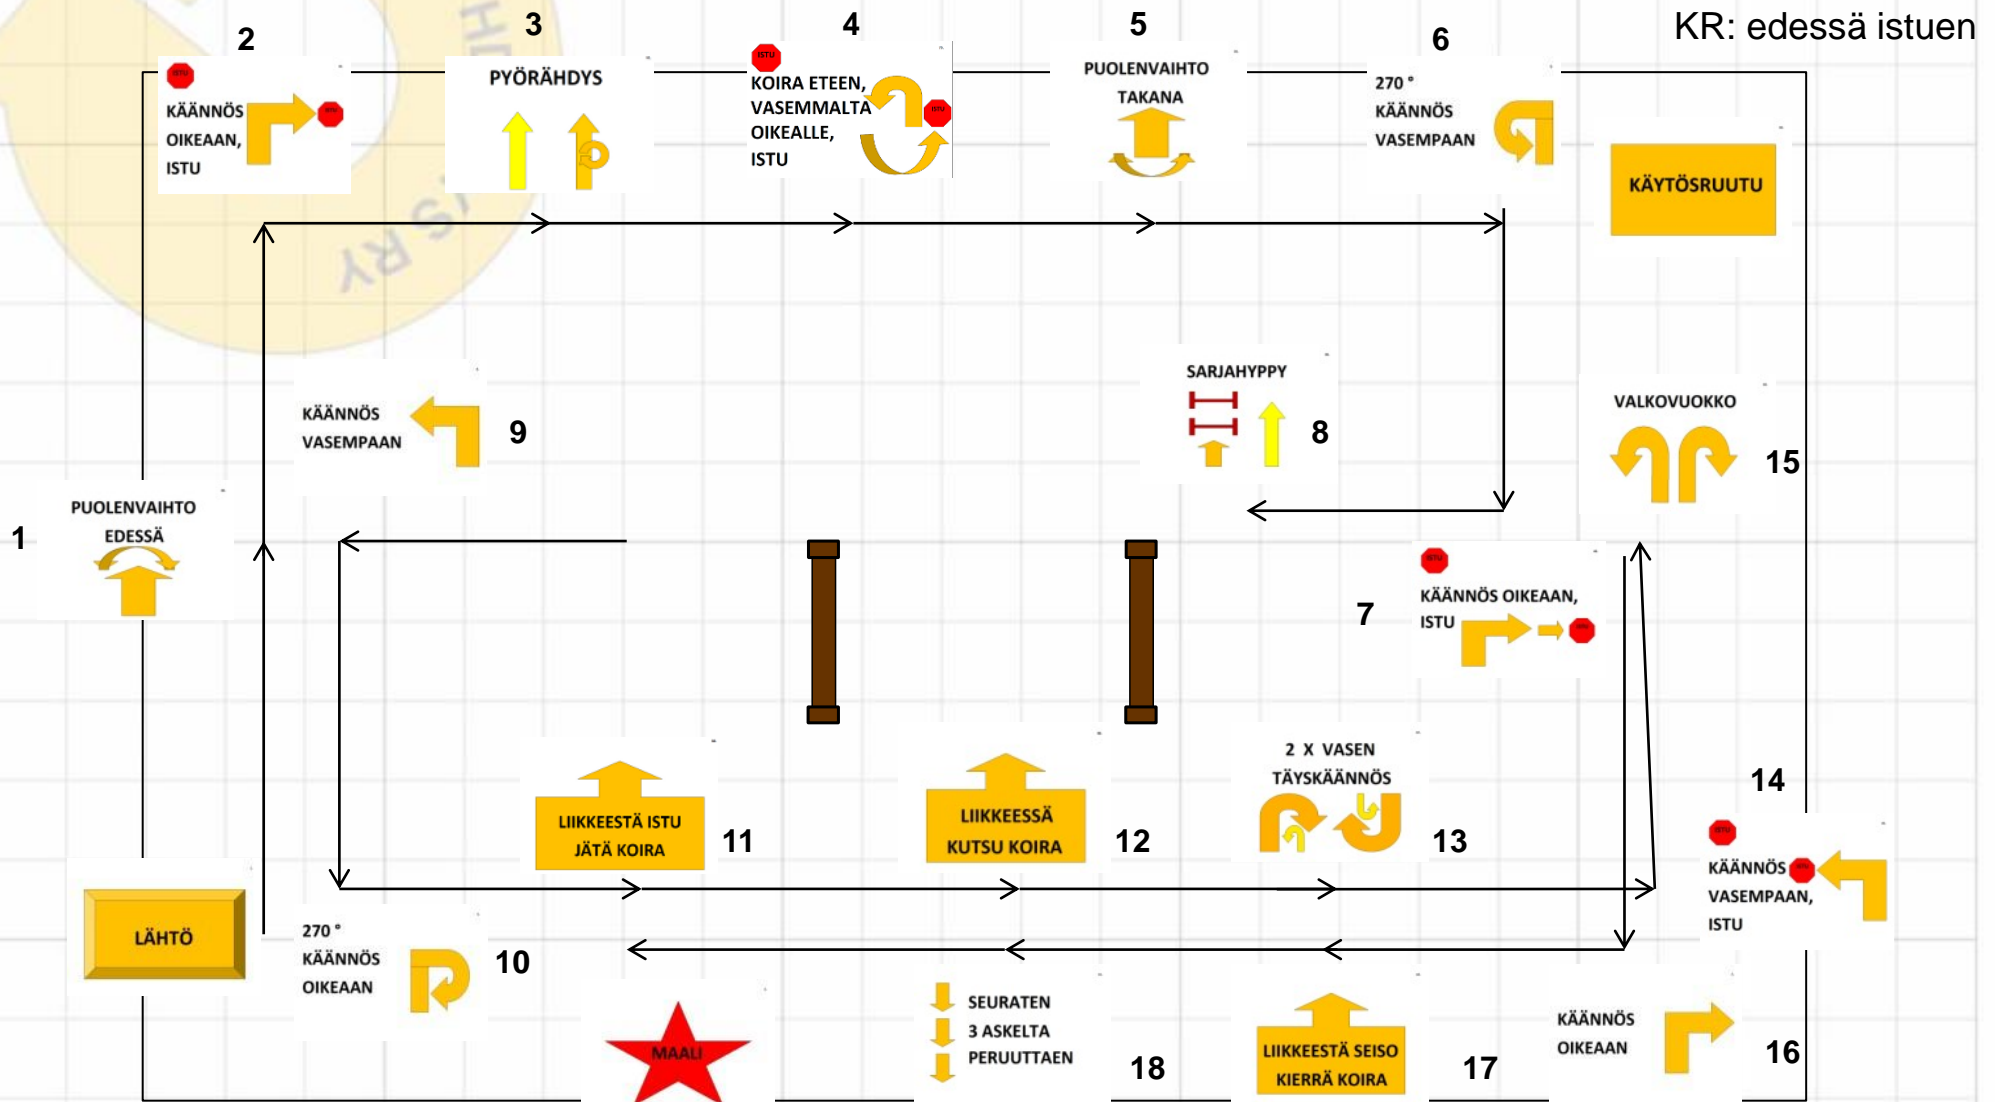 KR: edessä istuen
2
ISTU
KÄÄNNÖS
OIKEAAN,
ISTU
3
PYÖRÄHDYS
4
ISTU
KOIRA ETEEN,
VASEMMALTA
OIKEALLE,
ISTU
5
PUOLENVAIHTO
TAKANA
6
270 °
KÄÄNNÖS
VASEMPAAN
KÄYTÖSRUUTU
SRY
1
PUOLENVAIHTO
EDESSÄ
KÄÄNNÖS
VASEMPAAN
9
SARJAHYPPY
8
VALKOVUOKKO
15
7
ISTU
KÄÄNNÖS OIKEAAN,
ISTU
LIIKKEESTÄ ISTU
JÄTÄ KOIRA
11
LIIKKEESSÄ
KUTSU KOIRA
12
2 X VASEN
TÄYSKÄÄNNÖS
13
14
ISTU
KÄÄNNÖS
VASEMPAAN,
ISTU
LÄHTÖ
270 °
KÄÄNNÖS
OIKEAAN
10
MAALI
SEURATEN
3 ASKELTA
PERUUTTAEN
18
LIIKKEESTÄ SEISO
KIERRÄ KOIRA
17
KÄÄNNÖS
OIKEAAN
16